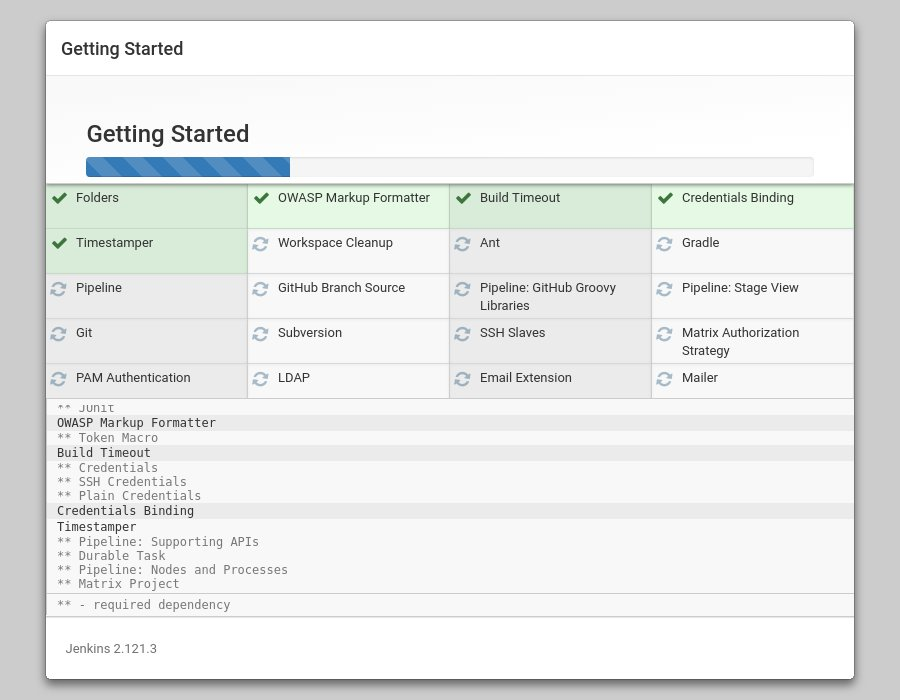 Getting Started
Getting Started
Folders
OWASP Markup Formatter
Build Timeout
Credentials Binding
Timestamper
Workspace Cleanup
Ant
Gradle
Pipeline
GitHub Branch Source
Pipeline: GitHub Groovy
Libraries
Pipeline: Stage View
Git
Subversion
SSH Slaves
Matrix Authorization
Strategy
PAM Authentication
LDAP
Email Extension
Mailer
** JUnit
OWASP Markup Formatter
** Token Macro
Build Timeout
** Credentials
** SSH Credentials
** Plain Credentials
Credentials Binding
Timestamper
** Pipeline: Supporting APIs
** Durable Task
** Pipeline: Nodes and Processes
** Matrix Project
** - required dependency
Jenkins 2.121.3